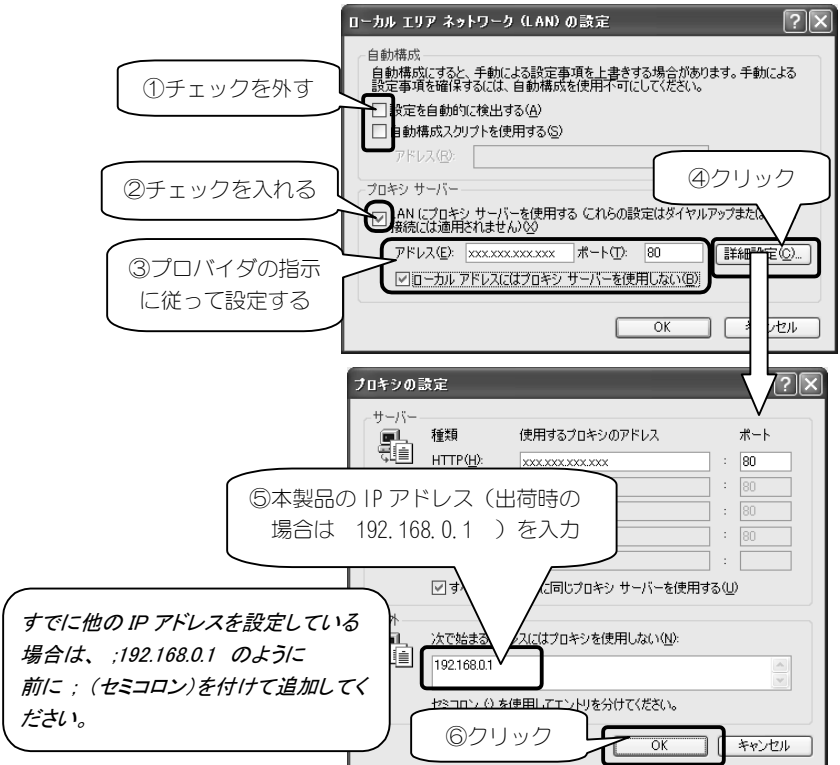 ローカル エリア ネットワーク (LAN) の設定
自動構成
自動構成にすると、手動による設定事項を上書きする場合があります。手動による
設定事項を確保するには、自動構成を使用不可にしてください。
①チェックを外す
設定を自動的に検出する(A)
自動構成スクリプトを使用する(S)
アドレス(R):
プロキシ サーバー
②チェックを入れる
④クリック
LAN にプロキシ サーバーを使用する (これらの設定はダイヤルアップまたは
接続には適用されません)(X)
アドレス(E): xxx.xxx.xxx.xxx ポート(T): 80 詳細設定(C)...
③プロバイダの指示
に従って設定する
ローカル アドレスにはプロキシ サーバーを使用しない(B)
OK キャンセル
プロキシの設定
サーバー
種類 使用するプロキシのアドレス ポート
HTTP(H): xxx.xxx.xxx.xxx : 80
: 80
: 80
: 80
:
⑤本製品の IP アドレス（出荷時の
場合は 192.168.0.1 ）を入力
に同じプロキシ サーバーを使用する(U)
すでに他の IP アドレスを設定している
場合は、 ;192.168.0.1 のように
前に ; (セミコロン)を付けて追加してく
ださい。
外
次で始まる レスにはプロキシを使用しない(N):
192.168.0.1
セミコロン (;) を使用してエントリを分けてください。
⑥クリック
OK キャンセル